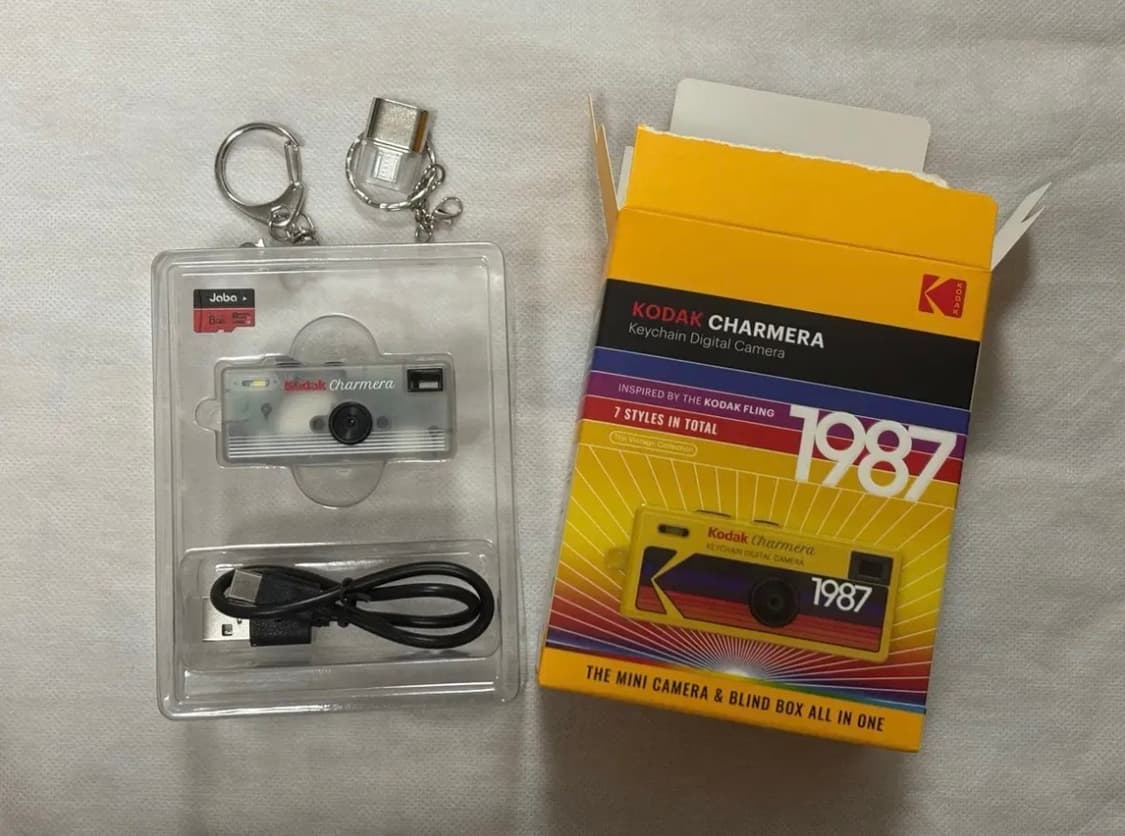 Jaba
8GB
Kodak Charmera
KODAK
KODAK CHARMERA
Keychain Digital Camera
INSPIRED BY THE KODAK FLING
7 STYLES IN TOTAL
1987
The Vintage Collection
Kodak Charmera
KEYCHAIN DIGITAL CAMERA
1987
THE MINI CAMERA & BLIND BOX ALL IN ONE